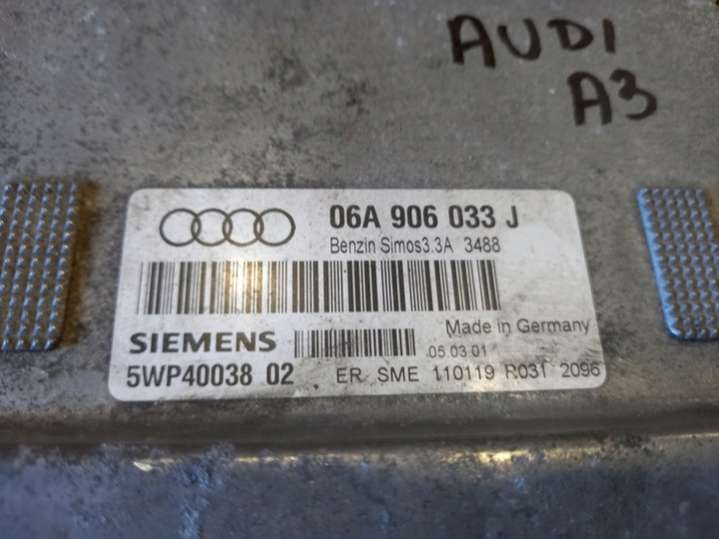 AUDI
A3
06A 906 033 J
Benzin Simos3.3A 3488
SIEMENS
Made in Germany
05 03 01
5WP40038 02
ER SME 110119 R031 2096